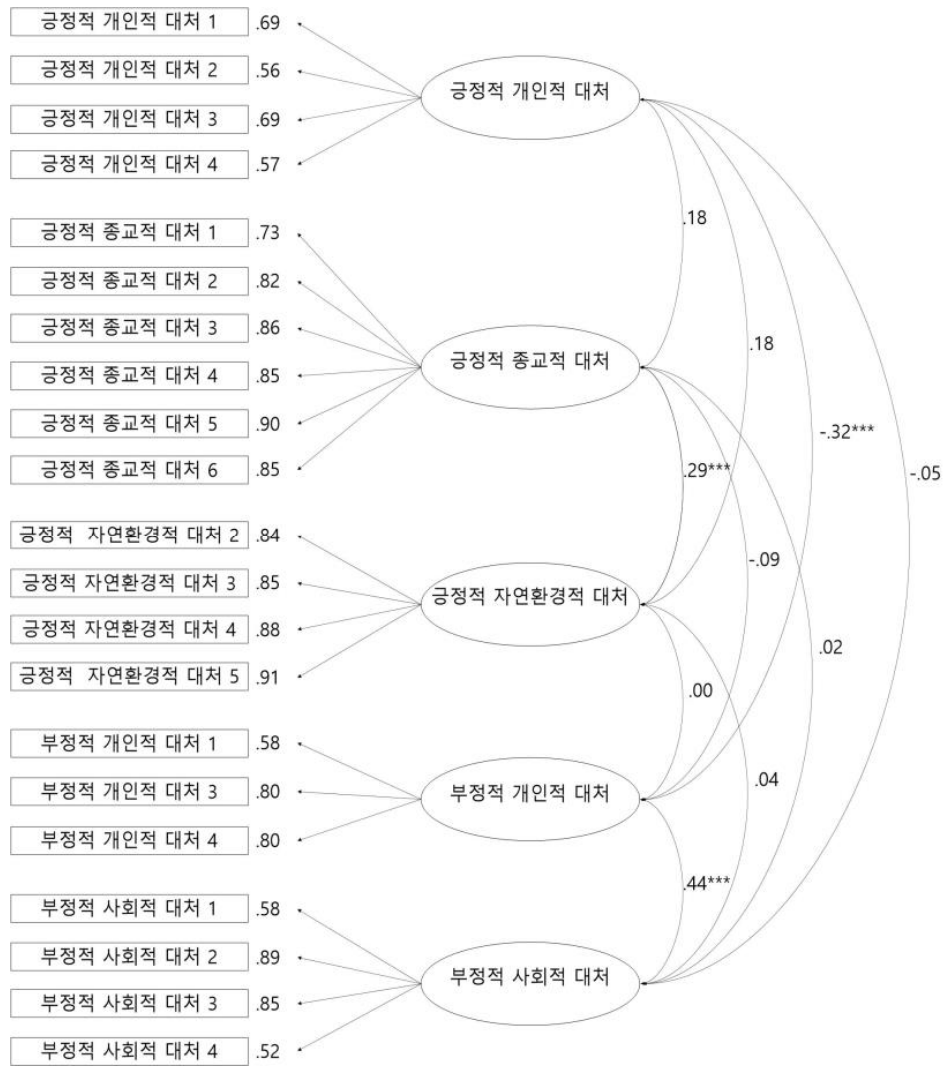 긍정적 개인적 대처 1 .69
긍정적 개인적 대처 2 .56
긍정적 개인적 대처 3 .69
긍정적 개인적 대처 4 .57
긍정적 개인적 대처
.18
긍정적 종교적 대처 1 .73
긍정적 종교적 대처 2 .82
긍정적 종교적 대처 3 .86
긍정적 종교적 대처 4 .85
긍정적 종교적 대처 5 .90
긍정적 종교적 대처 6 .85
긍정적 종교적 대처
.18
-.32***
-.05
.29***
긍정적 자연환경적 대처 2 .84
긍정적 자연환경적 대처 3 .85
긍정적 자연환경적 대처 4 .88
긍정적 자연환경적 대처 5 .91
긍정적 자연환경적 대처
-.09
.02
.00
부정적 개인적 대처 1 .58
부정적 개인적 대처 3 .80
부정적 개인적 대처 4 .80
부정적 개인적 대처
.04
.44***
부정적 사회적 대처 1 .58
부정적 사회적 대처 2 .89
부정적 사회적 대처 3 .85
부정적 사회적 대처 4 .52
부정적 사회적 대처